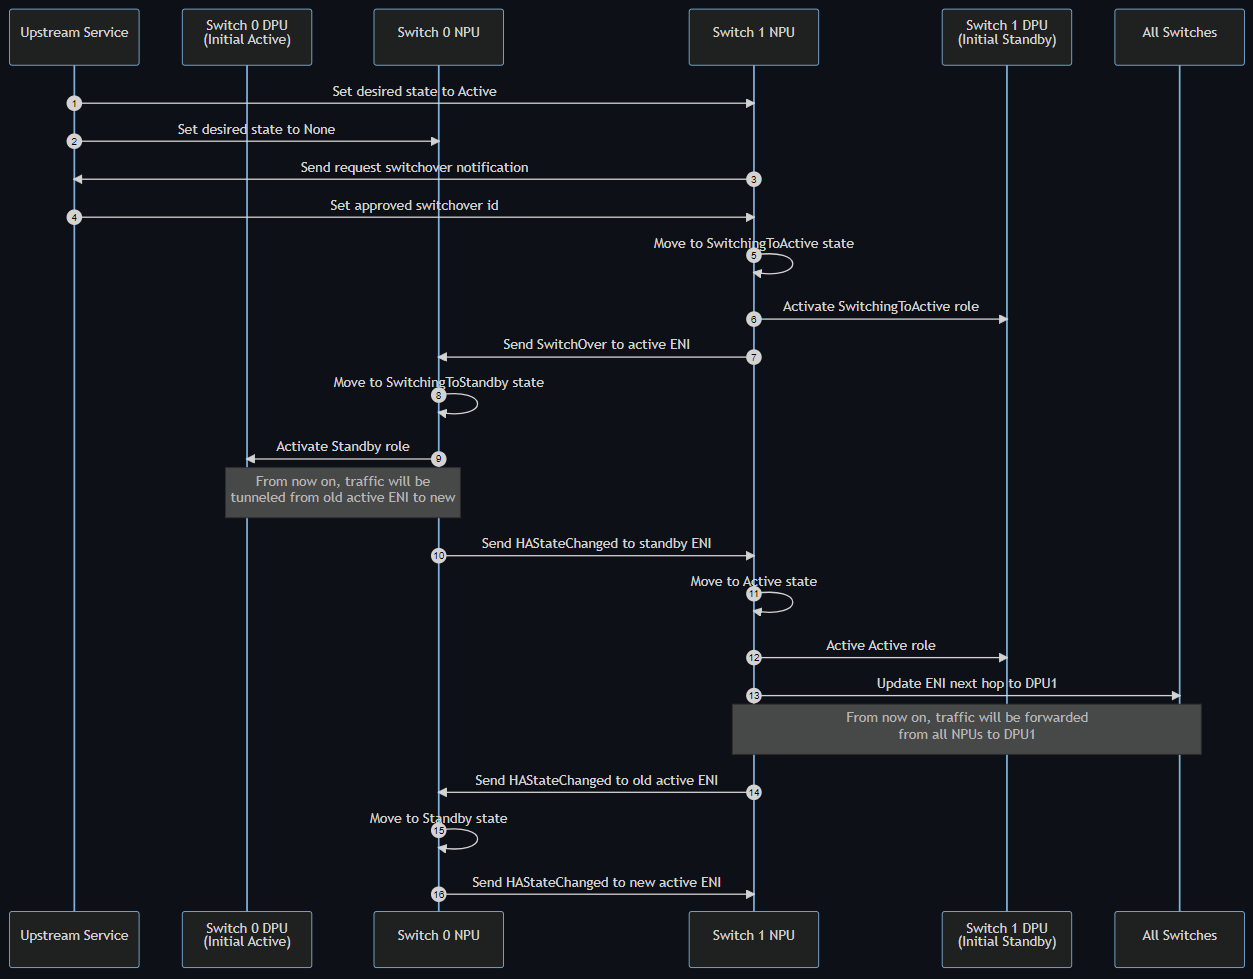 Upstream Service
Switch 0 DPU
(Initial Active)
Switch 0 NPU
Switch 1 NPU
Switch 1 DPU
(Initial Standby)
All Switches
1
Set desired state to Active
2
Set desired state to None
3
Send request switchover notification
4
Set approved switchover id
5
Move to SwitchingToActive state
6
Activate SwitchingToActive role
7
Send SwitchOver to active ENI
8
Move to SwitchingToStandby state
9
Activate Standby role
From now on, traffic will be
tunneled from old active ENI to new
10
Send HAStateChanged to standby ENI
11
Move to Active state
12
Active Active role
13
Update ENI next hop to DPU1
From now on, traffic will be forwarded
from all NPUs to DPU1
14
Send HAStateChanged to old active ENI
15
Move to Standby state
16
Send HAStateChanged to new active ENI
Upstream Service
Switch 0 DPU
(Initial Active)
Switch 0 NPU
Switch 1 NPU
Switch 1 DPU
(Initial Standby)
All Switches